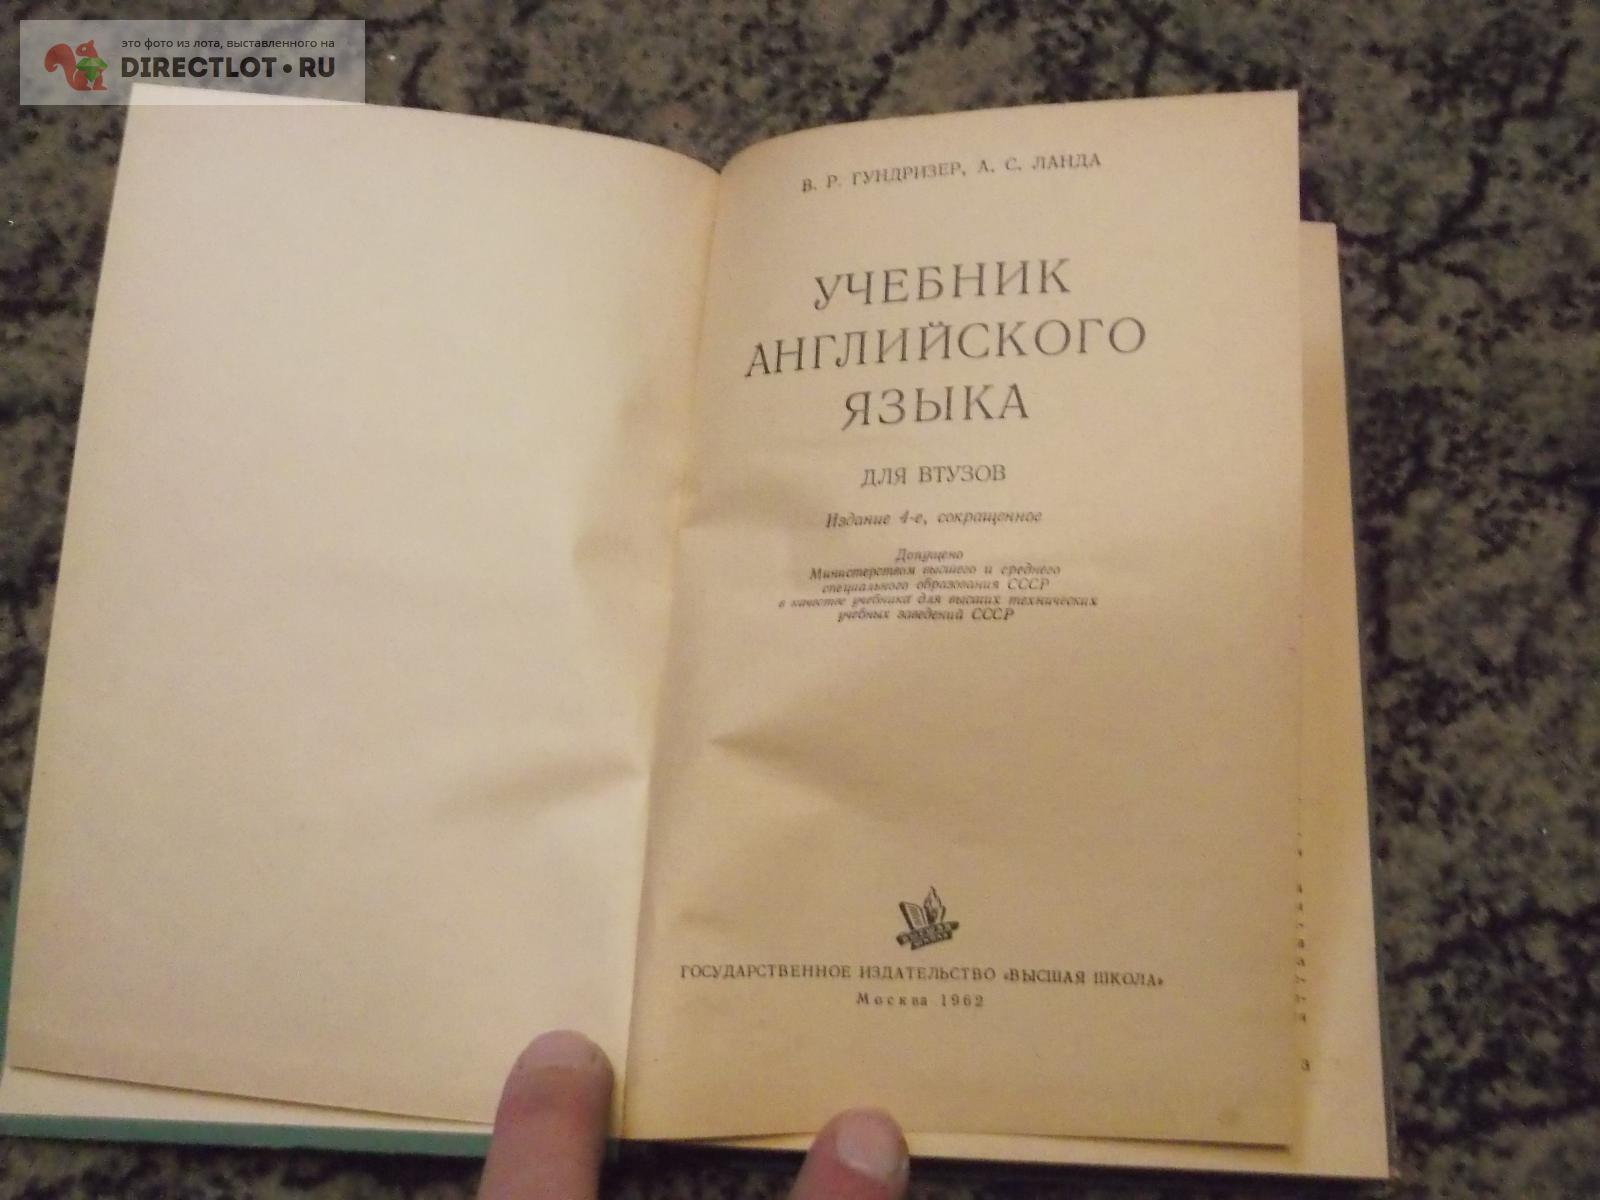 это фото из лота, выставленного на
DIRECTLOT•RU
В. Р. ГУНДРИЗЕР, А. С. ЛАНДА
УЧЕБНИК
АНГЛИЙСКОГО
ЯЗЫКА
ДЛЯ ВТУЗОВ
Издание 4-е, сокращенное
Допущено
Министерством высшего и среднего
специального образования СССР
в качестве учебника для высших технических
учебных заведений СССР
ГОСУДАРСТВЕННОЕ ИЗДАТЕЛЬСТВО «ВЫСШАЯ ШКОЛА»
Москва 1962
3